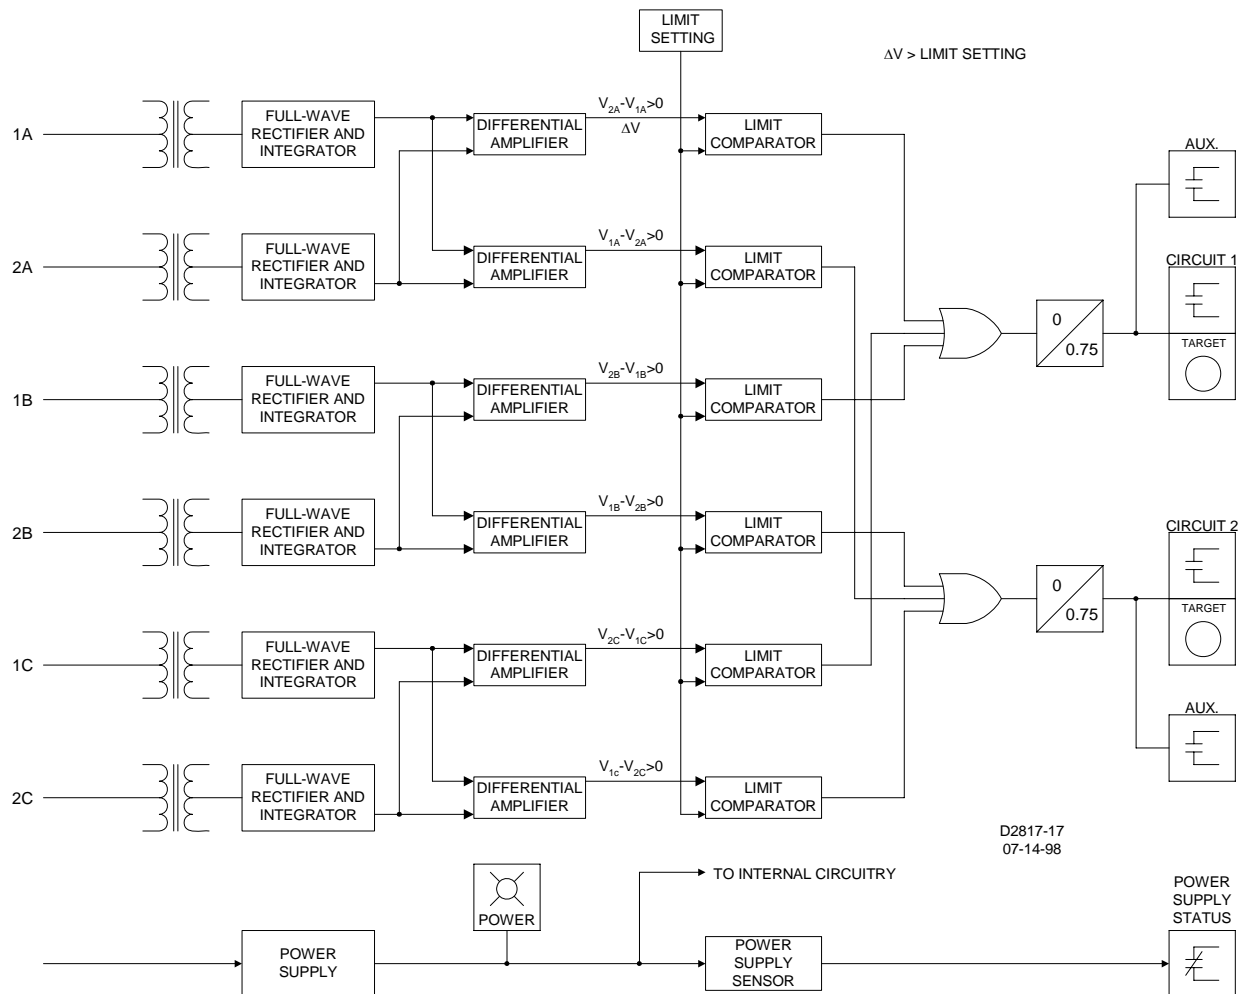 LIMIT
SETTING
ΔV > LIMIT SETTING
1A
FULL-WAVE
RECTIFIER AND
INTEGRATOR
DIFFERENTIAL
AMPLIFIER
V2A-V1A>0
ΔV
LIMIT
COMPARATOR
AUX.
2A
FULL-WAVE
RECTIFIER AND
INTEGRATOR
DIFFERENTIAL
AMPLIFIER
V1A-V2A>0
LIMIT
COMPARATOR
CIRCUIT 1
0
0.75
TARGET
1B
FULL-WAVE
RECTIFIER AND
INTEGRATOR
DIFFERENTIAL
AMPLIFIER
V2B-V1B>0
LIMIT
COMPARATOR
2B
FULL-WAVE
RECTIFIER AND
INTEGRATOR
DIFFERENTIAL
AMPLIFIER
V1B-V2B>0
LIMIT
COMPARATOR
CIRCUIT 2
0
0.75
TARGET
1C
FULL-WAVE
RECTIFIER AND
INTEGRATOR
DIFFERENTIAL
AMPLIFIER
V2C-V1C>0
LIMIT
COMPARATOR
AUX.
2C
FULL-WAVE
RECTIFIER AND
INTEGRATOR
DIFFERENTIAL
AMPLIFIER
V1c-V2C>0
LIMIT
COMPARATOR
D2817-17
07-14-98
POWER
TO INTERNAL CIRCUITRY
POWER
SUPPLY
STATUS
POWER
SUPPLY
POWER
SUPPLY
SENSOR